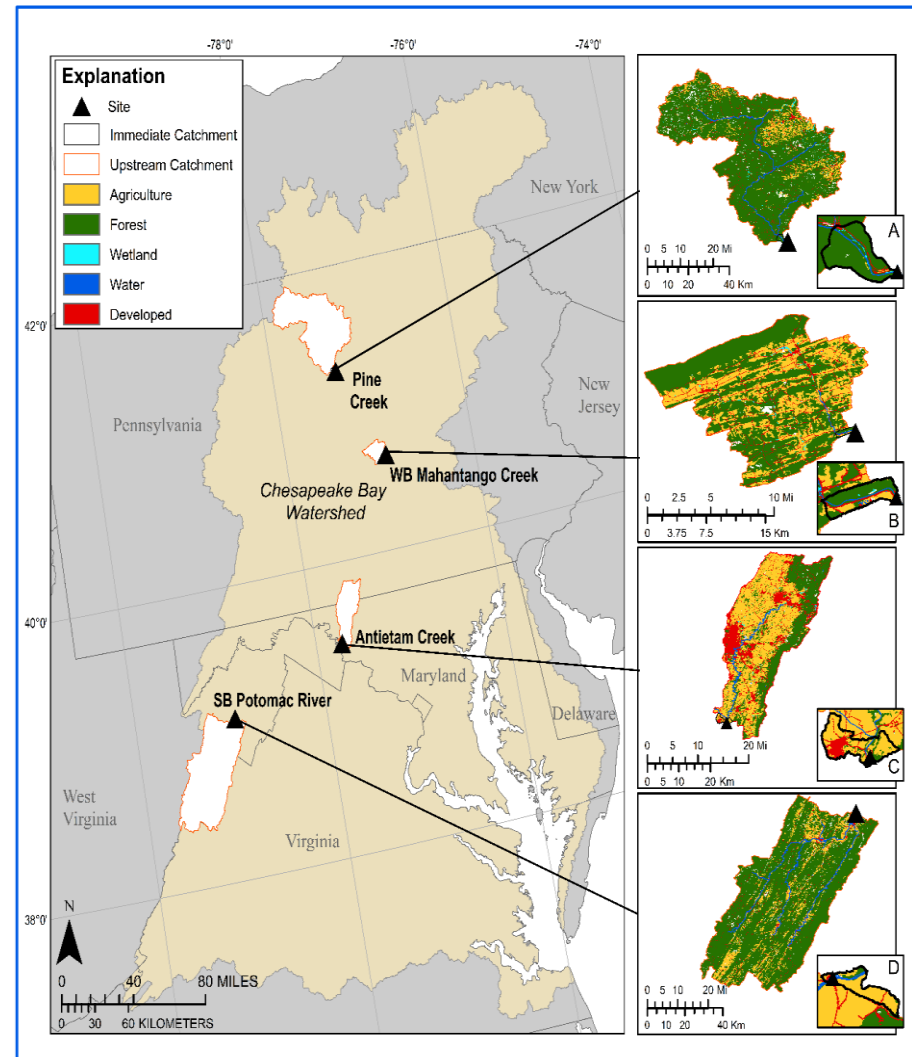 -78°0' -76°0' -74°0'
Explanation
Site
Immediate Catchment
Upstream Catchment
Agriculture
Forest
Wetland
Water
Developed
New York
42°0'
Pine
Creek
New
Jersey
Pennsylvania
WB Mahantango Creek
Chesapeake Bay
Watershed
40°0'
Antietam Creek
Maryland
SB Potomac River
Delaware
West
Virginia
Virginia
38°0'
N
0 40 80 MILES
0 30 60 KILOMETERS
A
0 5 10 20 Mi
0 10 20 40 Km
B
0 2.5 5 10 Mi
0 3.75 7.5 15 Km
C
0 5 10 20 Mi
0 5 10 20 Km
D
0 5 10 20 Mi
0 10 20 40 Km